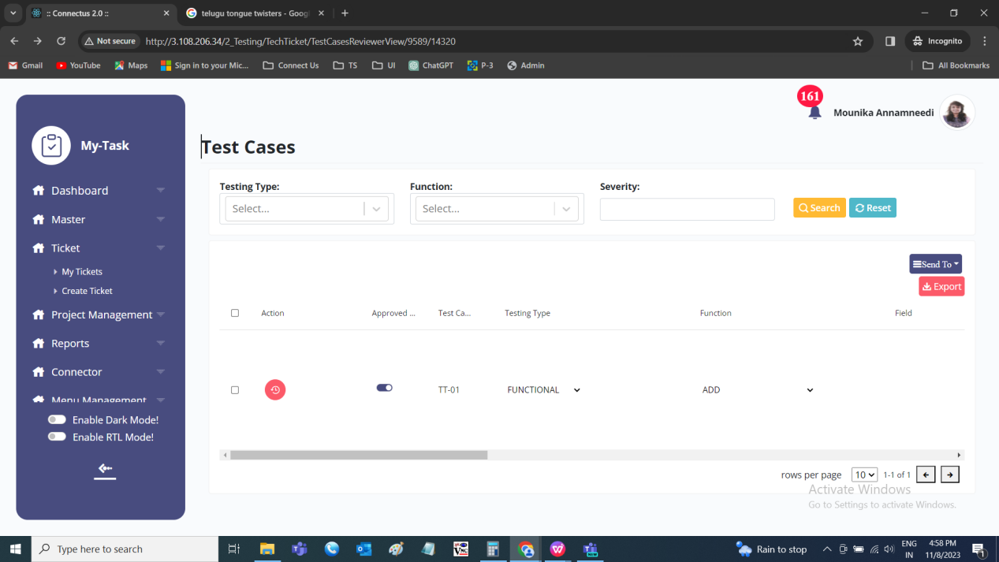 :: Connectus 2.0 ::
telugu tongue twisters - Goog
Not secure
http://3.108.206.34/2_Testing/TechTicket/TestCasesReviewerView/9589/14320
Incognito
Gmail
YouTube
Maps
Sign in to your Mic...
Connect Us
TS
UI
ChatGPT
P-3
Admin
All Bookmarks
161
Mounika Annamneedi
My-Task
Dashboard
Master
Ticket
My Tickets
Create Ticket
Project Management
Reports
Connector
Menu Management
Enable Dark Mode!
Enable RTL Mode!
Test Cases
Testing Type:
Function:
Severity:
Select...
Select...
Search
Reset
Send To
Export
Action
Approved ...
Test Ca...
Testing Type
Function
Field
TT-01
FUNCTIONAL
ADD
rows per page
10
1-1 of 1
Activate Windows
Go to Settings to activate Windows.
Type here to search
Rain to stop
ENG
IN
4:58 PM
11/8/2023
1